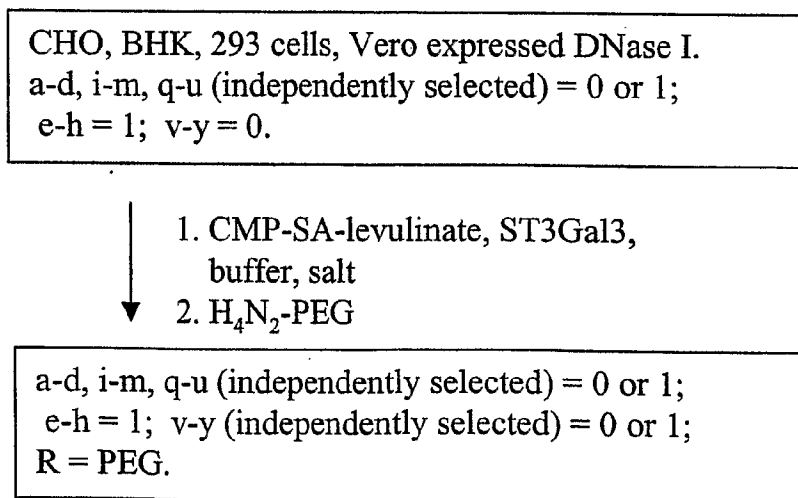 CHO, BHK, 293 cells, Vero expressed DNase I.
a-d, i-m, q-u (independently selected) = 0 or 1;
e-h = 1; v-y = 0.
1. CMP-SA-levulinate, ST3Gal3,
buffer, salt
2. H₄N₂-PEG
a-d, i-m, q-u (independently selected) = 0 or 1;
e-h = 1; v-y (independently selected) = 0 or 1;
R = PEG.